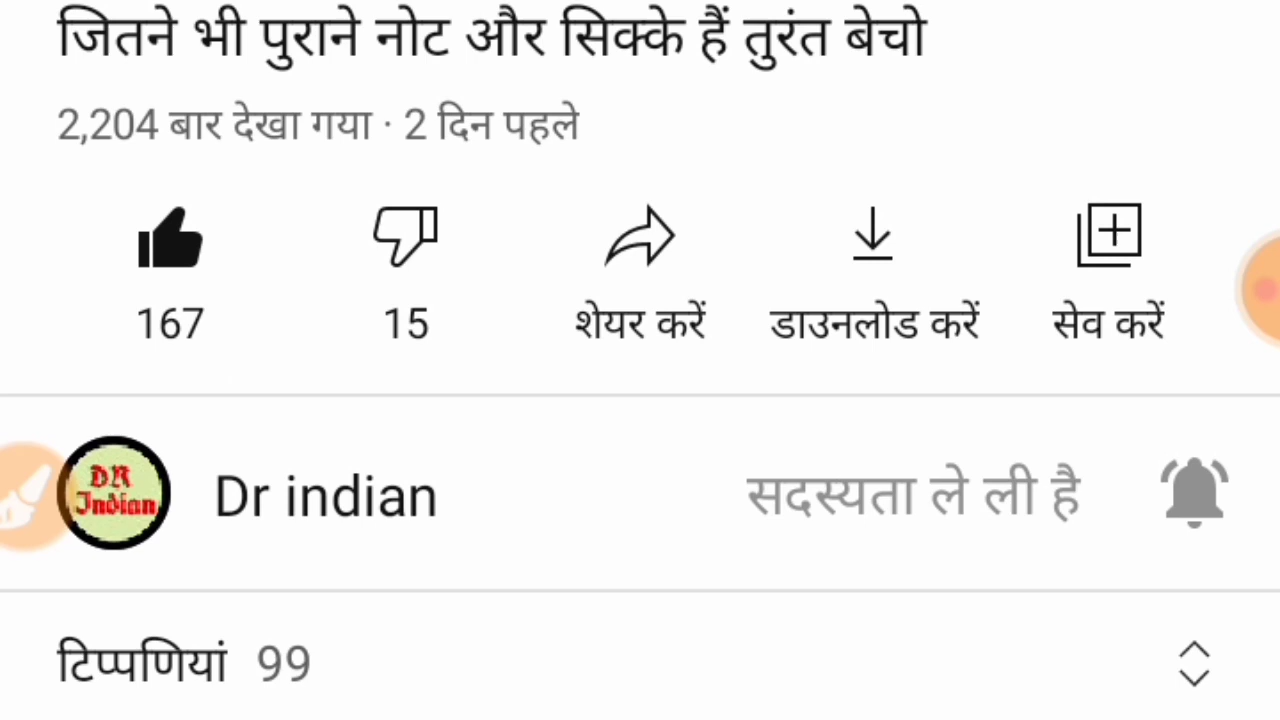 जितने भी पुराने नोट और सिक्के हैं तुरंत बेचो
2,204 बार देखा गया · 2 दिन पहले
167 15 शेयर करें डाउनलोड करें सेव करें
DR
Indian
Dr indian सदस्यता ले ली है
टिप्पणियां 99